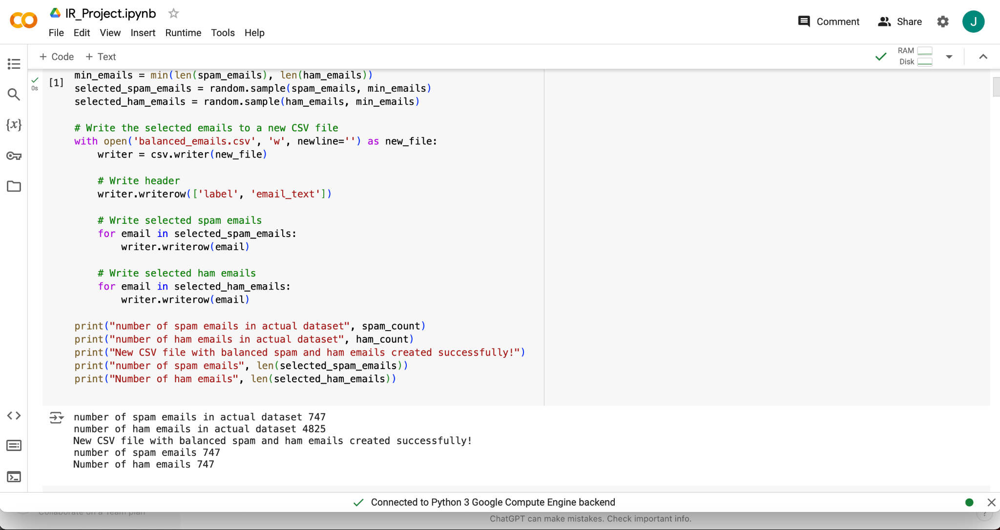 IR_Project.ipynb
File Edit View Insert Runtime Tools Help
Comment
Share
J
+ Code + Text
RAM
Disk
0s
[1]
min_emails = min(len(spam_emails), len(ham_emails))
selected_spam_emails = random.sample(spam_emails, min_emails)
selected_ham_emails = random.sample(ham_emails, min_emails)
# Write the selected emails to a new CSV file
with open('balanced_emails.csv', 'w', newline='') as new_file:
    writer = csv.writer(new_file)
    # Write header
    writer.writerow(['label', 'email_text'])
    # Write selected spam emails
    for email in selected_spam_emails:
        writer.writerow(email)
    # Write selected ham emails
    for email in selected_ham_emails:
        writer.writerow(email)
print("number of spam emails in actual dataset", spam_count)
print("number of ham emails in actual dataset", ham_count)
print("New CSV file with balanced spam and ham emails created successfully!")
print("number of spam emails", len(selected_spam_emails))
print("Number of ham emails", len(selected_ham_emails))
number of spam emails in actual dataset 747
number of ham emails in actual dataset 4825
New CSV file with balanced spam and ham emails created successfully!
number of spam emails 747
Number of ham emails 747
Connected to Python 3 Google Compute Engine backend
Collaborate on a Team plan
ChatGPT can make mistakes. Check important info.
?